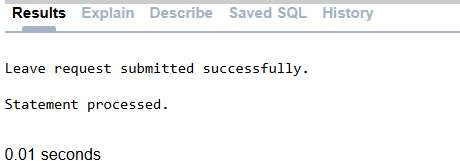 Results Explain Describe Saved SQL History
Leave request submitted successfully.
Statement processed.
0.01 seconds